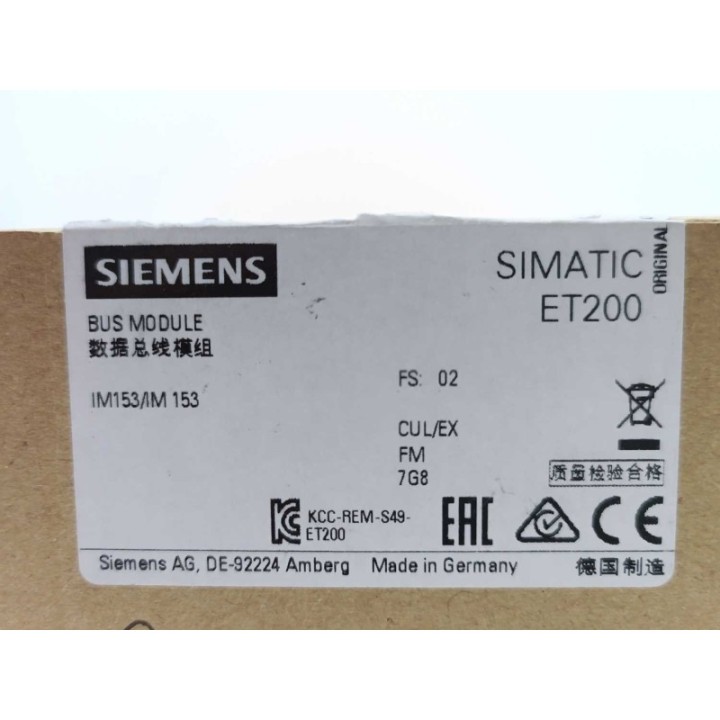 SIEMENS
SIMATIC
ET200
ORIGINAL
BUS MODULE
数据总线模组
IM153/IM 153
FS: 02
CUL/EX
FM
7G8
质量检验合格
KCC-REM-S49-
ET200
EAC
CE
Siemens AG, DE-92224 Amberg Made in Germany 德国制造